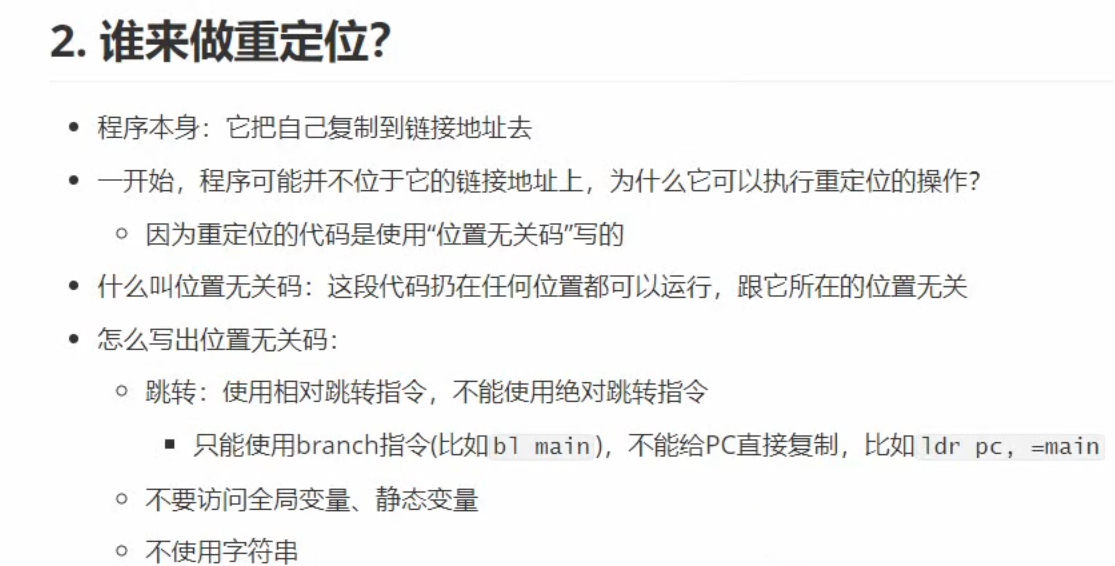 2. 谁来做重定位？
程序本身：它把自己复制到链接地址去
一开始，程序可能并不位于它的链接地址上，为什么它可以执行重定位的操作？
因为重定位的代码是使用“位置无关码”写的
什么叫位置无关码：这段代码扔在任何位置都可以运行，跟它所在的位置无关
怎么写出位置无关码：
跳转：使用相对跳转指令，不能使用绝对跳转指令
只能使用branch指令(比如bl main)，不能给PC直接复制，比如ldr pc, =main
不要访问全局变量、静态变量
不使用字符串